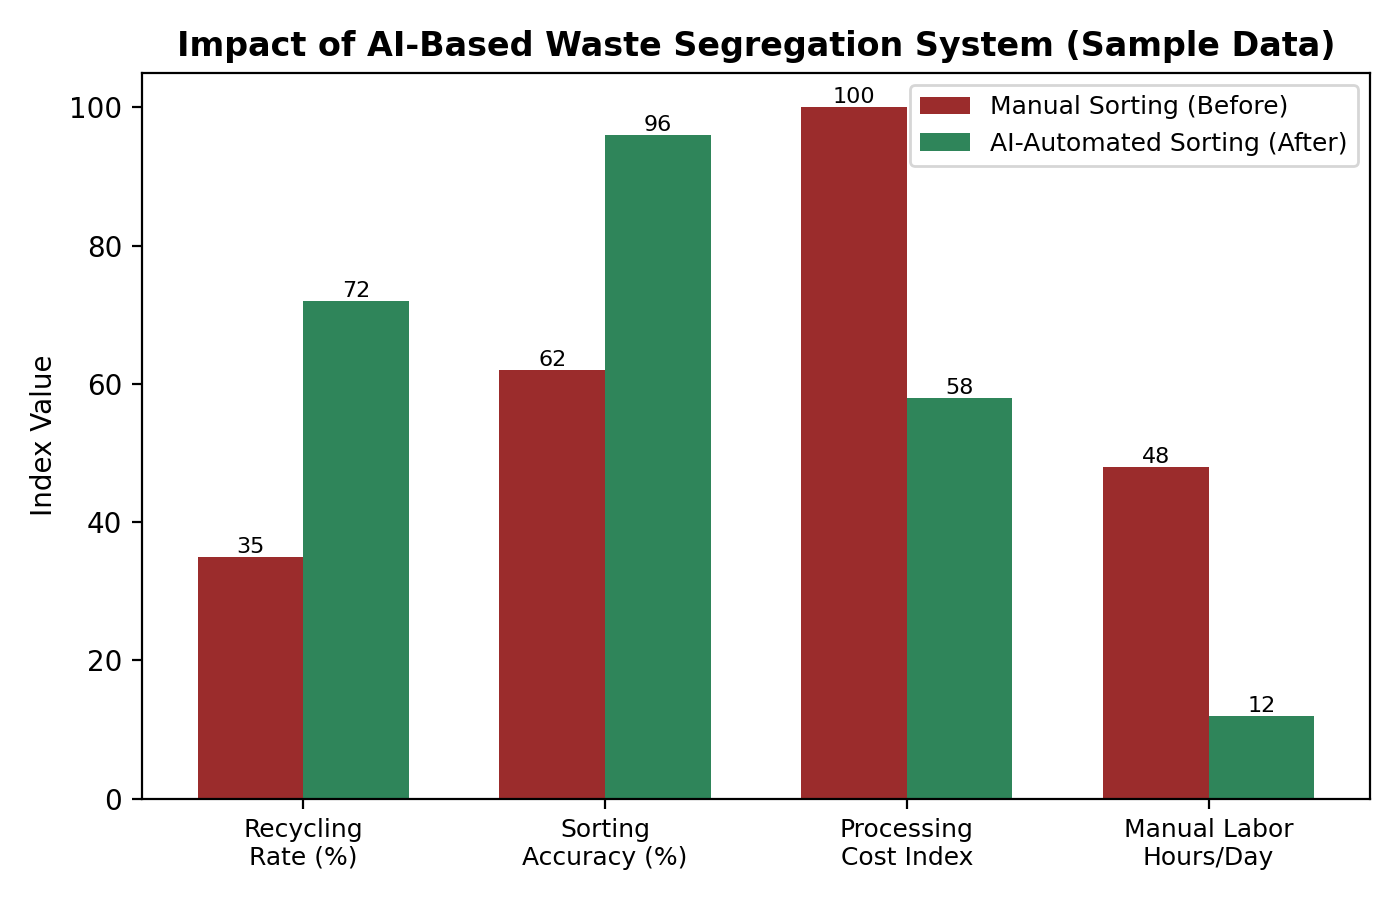 Impact of AI-Based Waste Segregation System (Sample Data)
Manual Sorting (Before)
AI-Automated Sorting (After)
Index Value
100
80
60
40
20
0
35
72
62
96
100
58
48
12
Recycling
Rate (%)
Sorting
Accuracy (%)
Processing
Cost Index
Manual Labor
Hours/Day